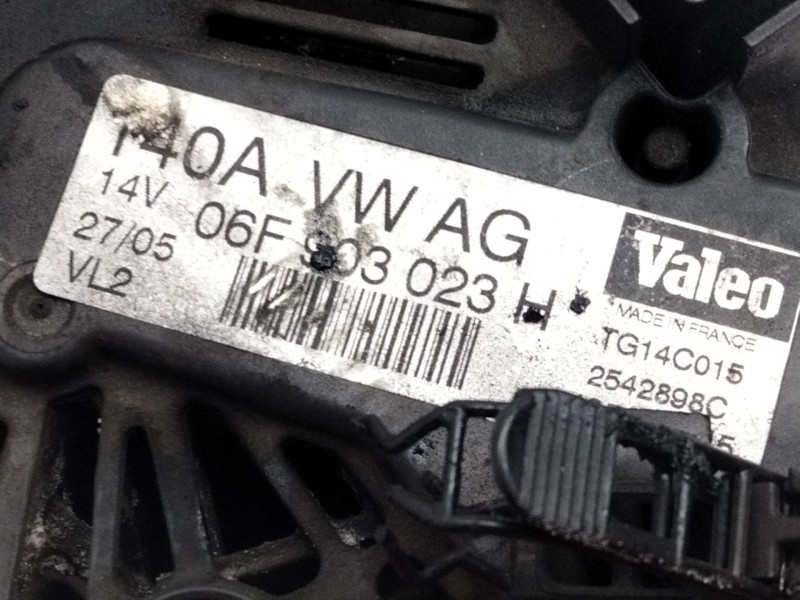 140A VW AG
14V 06F 903 023 H
27/05
VL2
Valeo
MADE IN FRANCE
TG14C015
2542898C